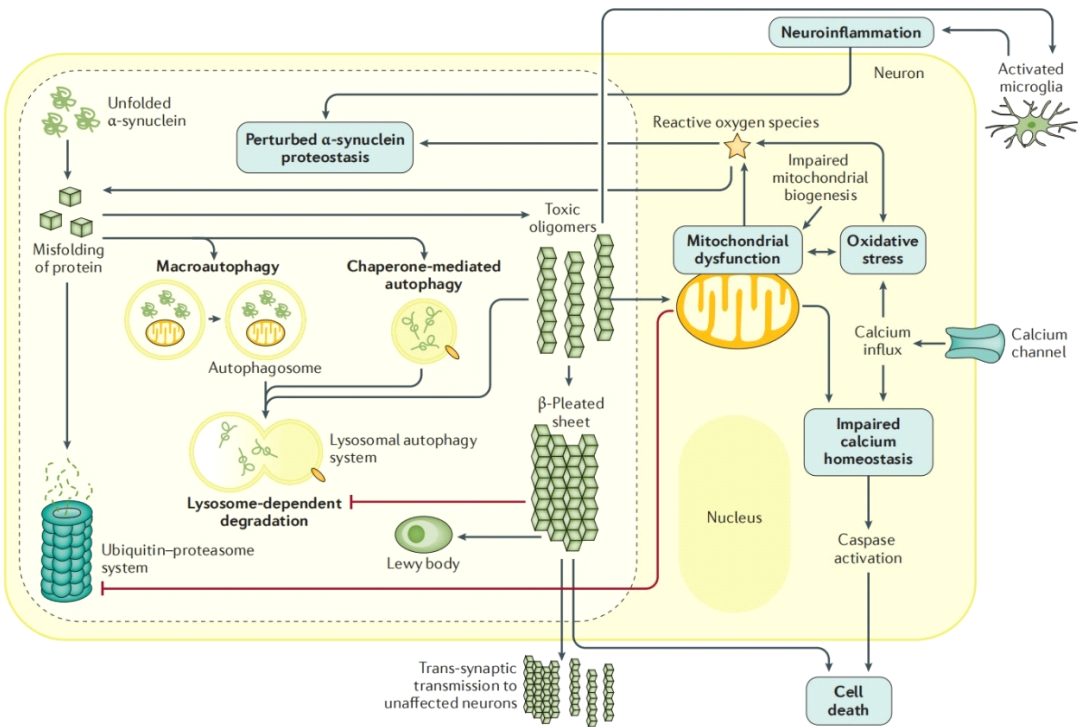 Neuroinflammation
Neuron
Activated
microglia
Unfolded
α-synuclein
Perturbed α-synuclein
proteostasis
Reactive oxygen species
Impaired
mitochondrial
biogenesis
Misfolding
of protein
Toxic
oligomers
Mitochondrial
dysfunction
Oxidative
stress
Macroautophagy
Chaperone-mediated
autophagy
Autophagosome
Calcium
influx
Calcium
channel
β-Pleated
sheet
Impaired
calcium
homeostasis
Lysosomal autophagy
system
Lysosome-dependent
degradation
Nucleus
Ubiquitin–proteasome
system
Lewy body
Caspase
activation
Trans-synaptic
transmission to
unaffected neurons
Cell
death